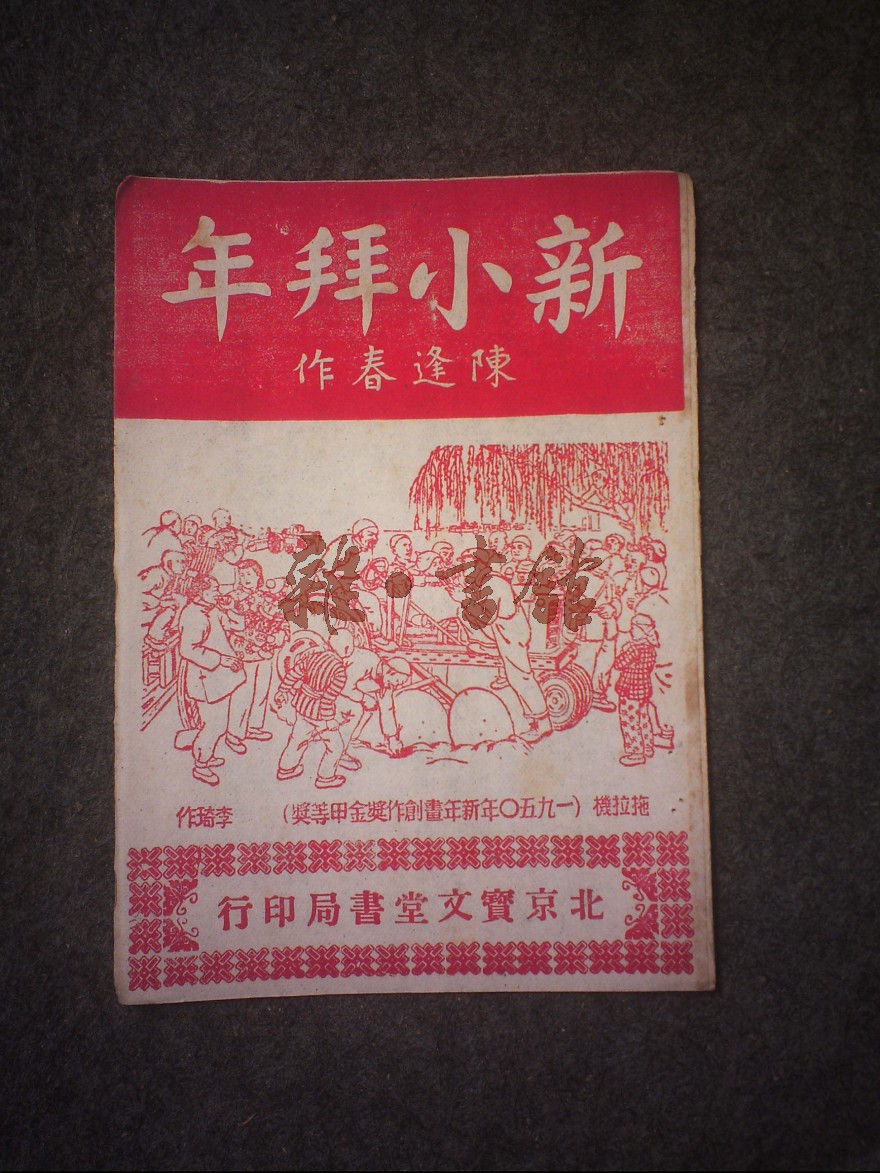 新小拜年
陳逢春作
雜·書館
拖拉機(一九五〇年新年畫創作奬金甲等奬) 李琦作
北京寶文堂書局印行